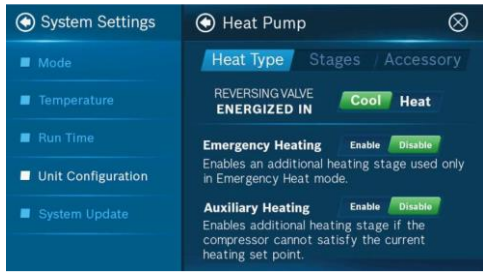 System Settings
Mode
Temperature
Run Time
Unit Configuration
System Update
Heat Pump
Heat Type Stages Accessory
REVERSING VALVE
ENERGIZED IN
Cool Heat
Emergency Heating Enable Disable
Enables an additional heating stage used only
in Emergency Heat mode.
Auxiliary Heating Enable Disable
Enables additional heating stage if the
compressor cannot satisfy the current
heating set point.